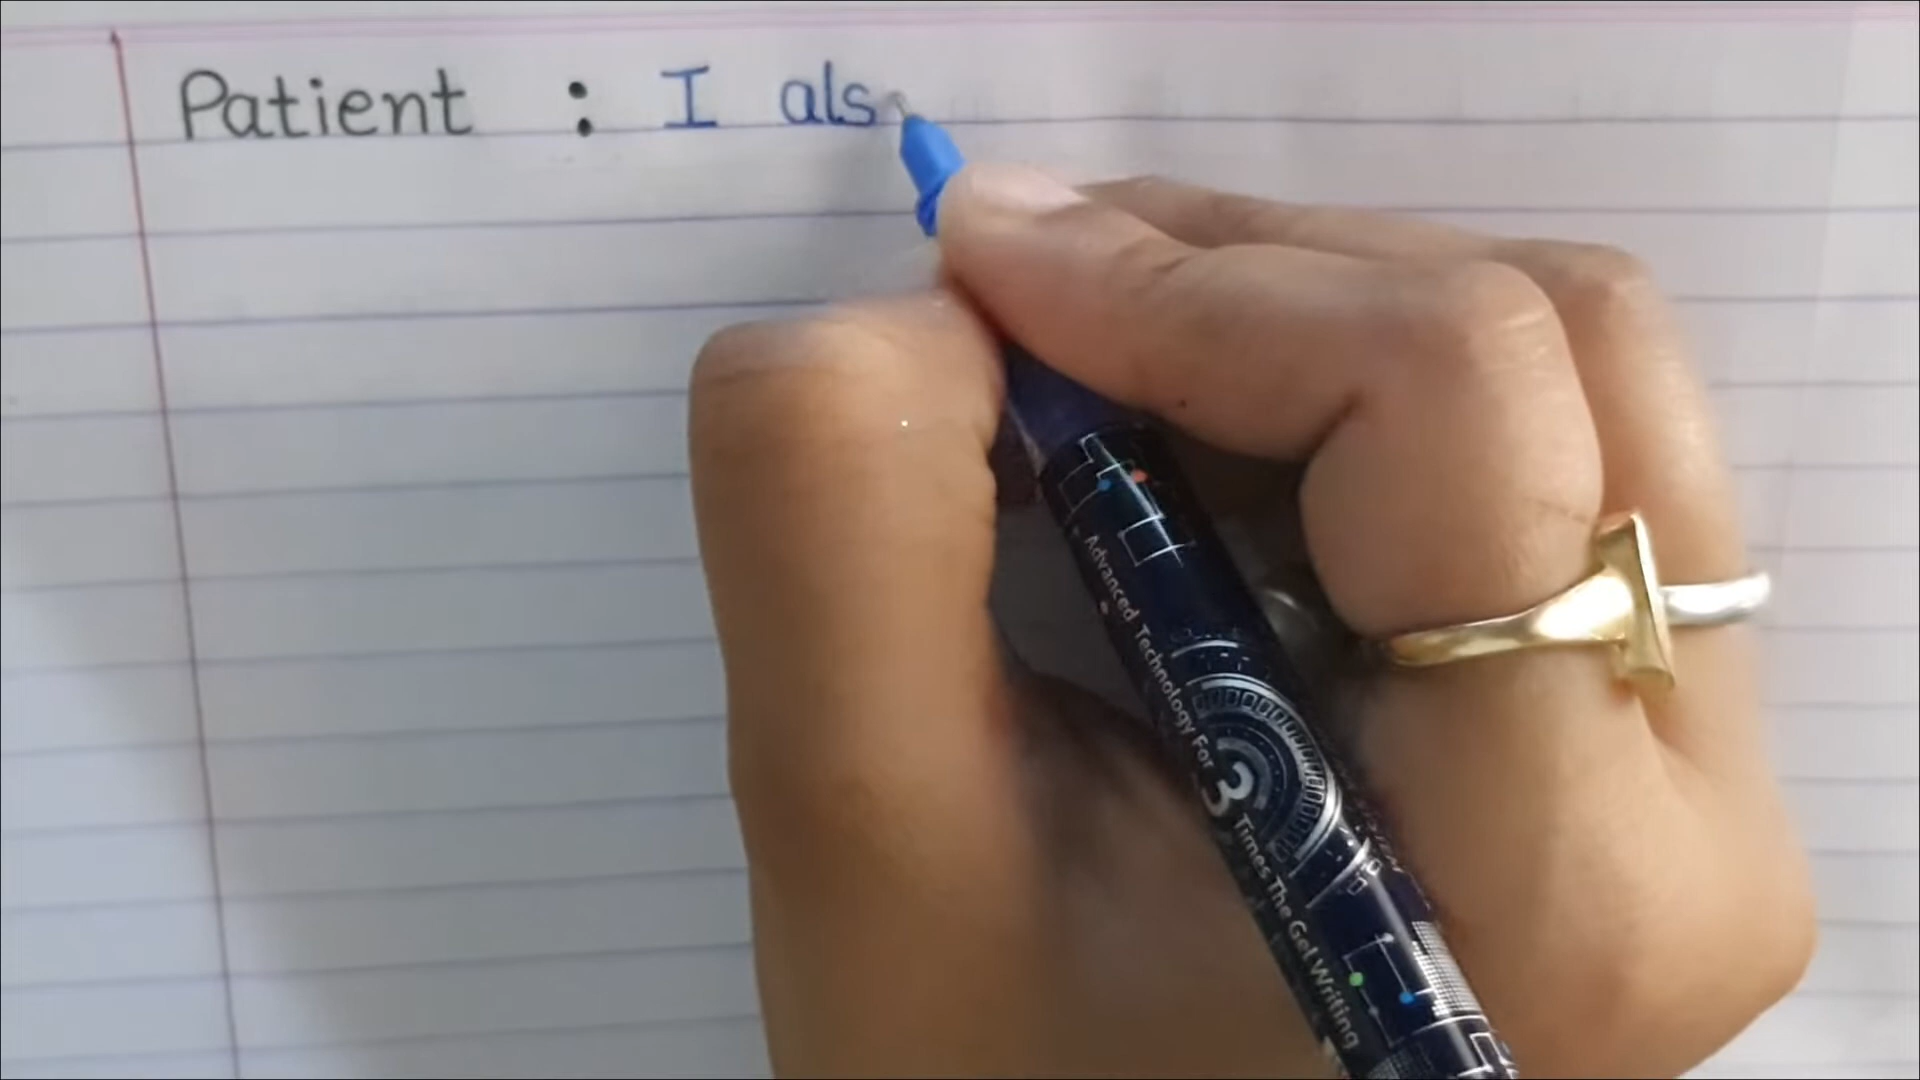 Patient : I als
Advanced Technology For 3 Times The Gel Writing